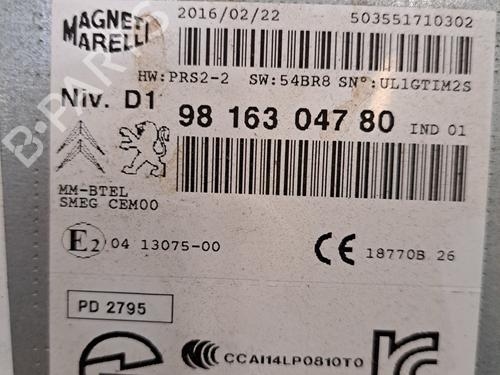 MAGNETI MARELLI
2016/02/22
503551710302
HW:PRS2-2 SW:54BR8 SN°:UL1GTIM2S
Niv. D1
98 163 047 80 IND 01
MM-BTEL
SMEG CEM00
E2 04 13075-00
CE 18770B 26
PD 2795
CCAI14LP0810T0
B-PARTS